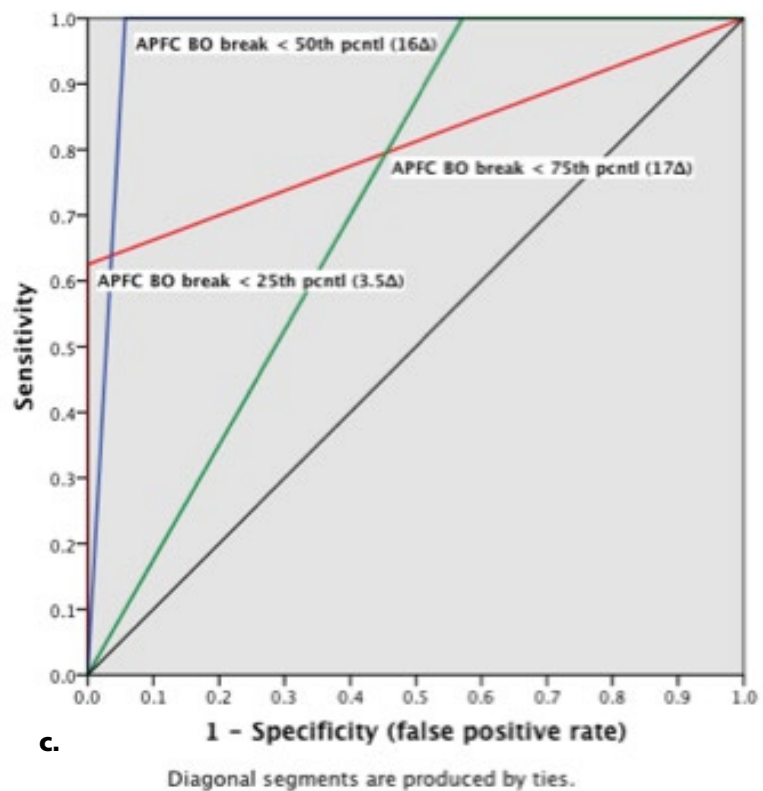 1.0
APFC BO break < 50th pcntl (16Δ)
0.9
0.8
APFC BO break < 75th pcntl (17Δ)
0.7
0.6
APFC BO break < 25th pcntl (3.5Δ)
Sensitivity
0.5
0.4
0.3
0.2
0.1
0.0
0.0 0.1 0.2 0.3 0.4 0.5 0.6 0.7 0.8 0.9 1.0
1 - Specificity (false positive rate)
c.
Diagonal segments are produced by ties.